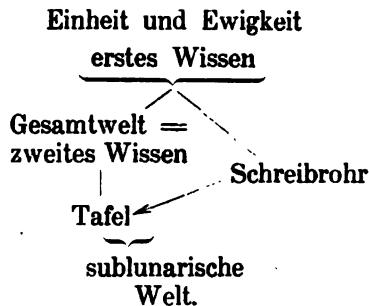 Einheit und Ewigkeit
erstes Wissen
Gesamtwelt =
zweites Wissen
Schreibrohr
Tafel
sublunarische
Welt.